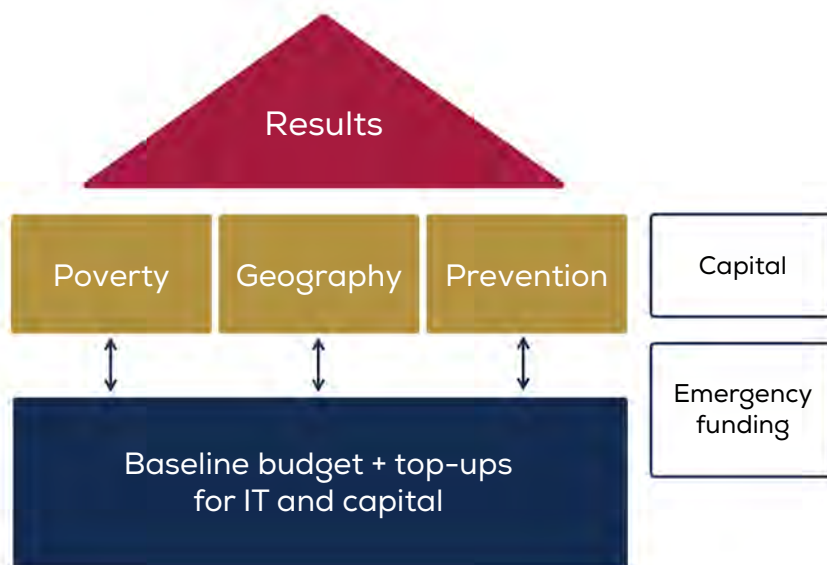 Results
Poverty
Geography
Prevention
Capital
Emergency
funding
Baseline budget + top-ups
for IT and capital